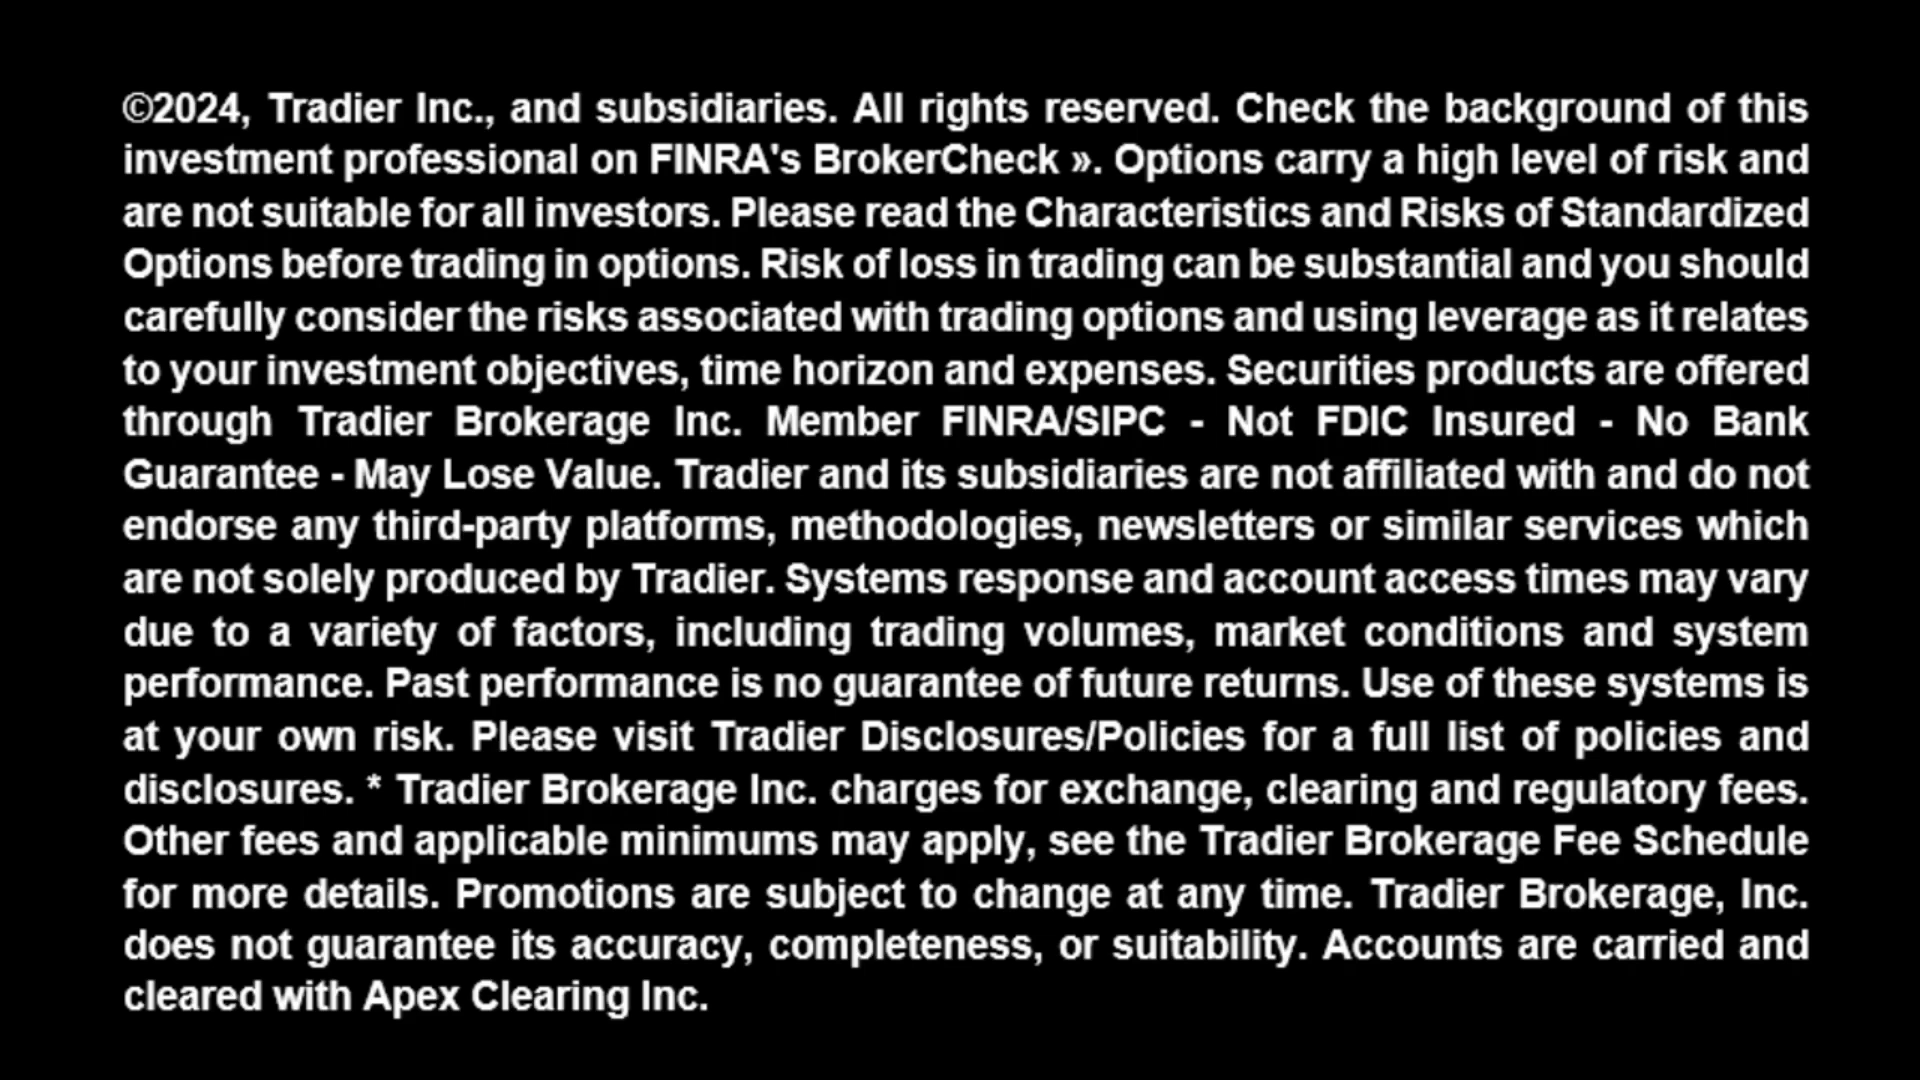 ©2024, Tradier Inc., and subsidiaries. All rights reserved. Check the background of this
investment professional on FINRA's BrokerCheck ». Options carry a high level of risk and
are not suitable for all investors. Please read the Characteristics and Risks of Standardized
Options before trading in options. Risk of loss in trading can be substantial and you should
carefully consider the risks associated with trading options and using leverage as it relates
to your investment objectives, time horizon and expenses. Securities products are offered
through Tradier Brokerage Inc. Member FINRA/SIPC - Not FDIC Insured - No Bank
Guarantee - May Lose Value. Tradier and its subsidiaries are not affiliated with and do not
endorse any third-party platforms, methodologies, newsletters or similar services which
are not solely produced by Tradier. Systems response and account access times may vary
due to a variety of factors, including trading volumes, market conditions and system
performance. Past performance is no guarantee of future returns. Use of these systems is
at your own risk. Please visit Tradier Disclosures/Policies for a full list of policies and
disclosures. * Tradier Brokerage Inc. charges for exchange, clearing and regulatory fees.
Other fees and applicable minimums may apply, see the Tradier Brokerage Fee Schedule
for more details. Promotions are subject to change at any time. Tradier Brokerage, Inc.
does not guarantee its accuracy, completeness, or suitability. Accounts are carried and
cleared with Apex Clearing Inc.